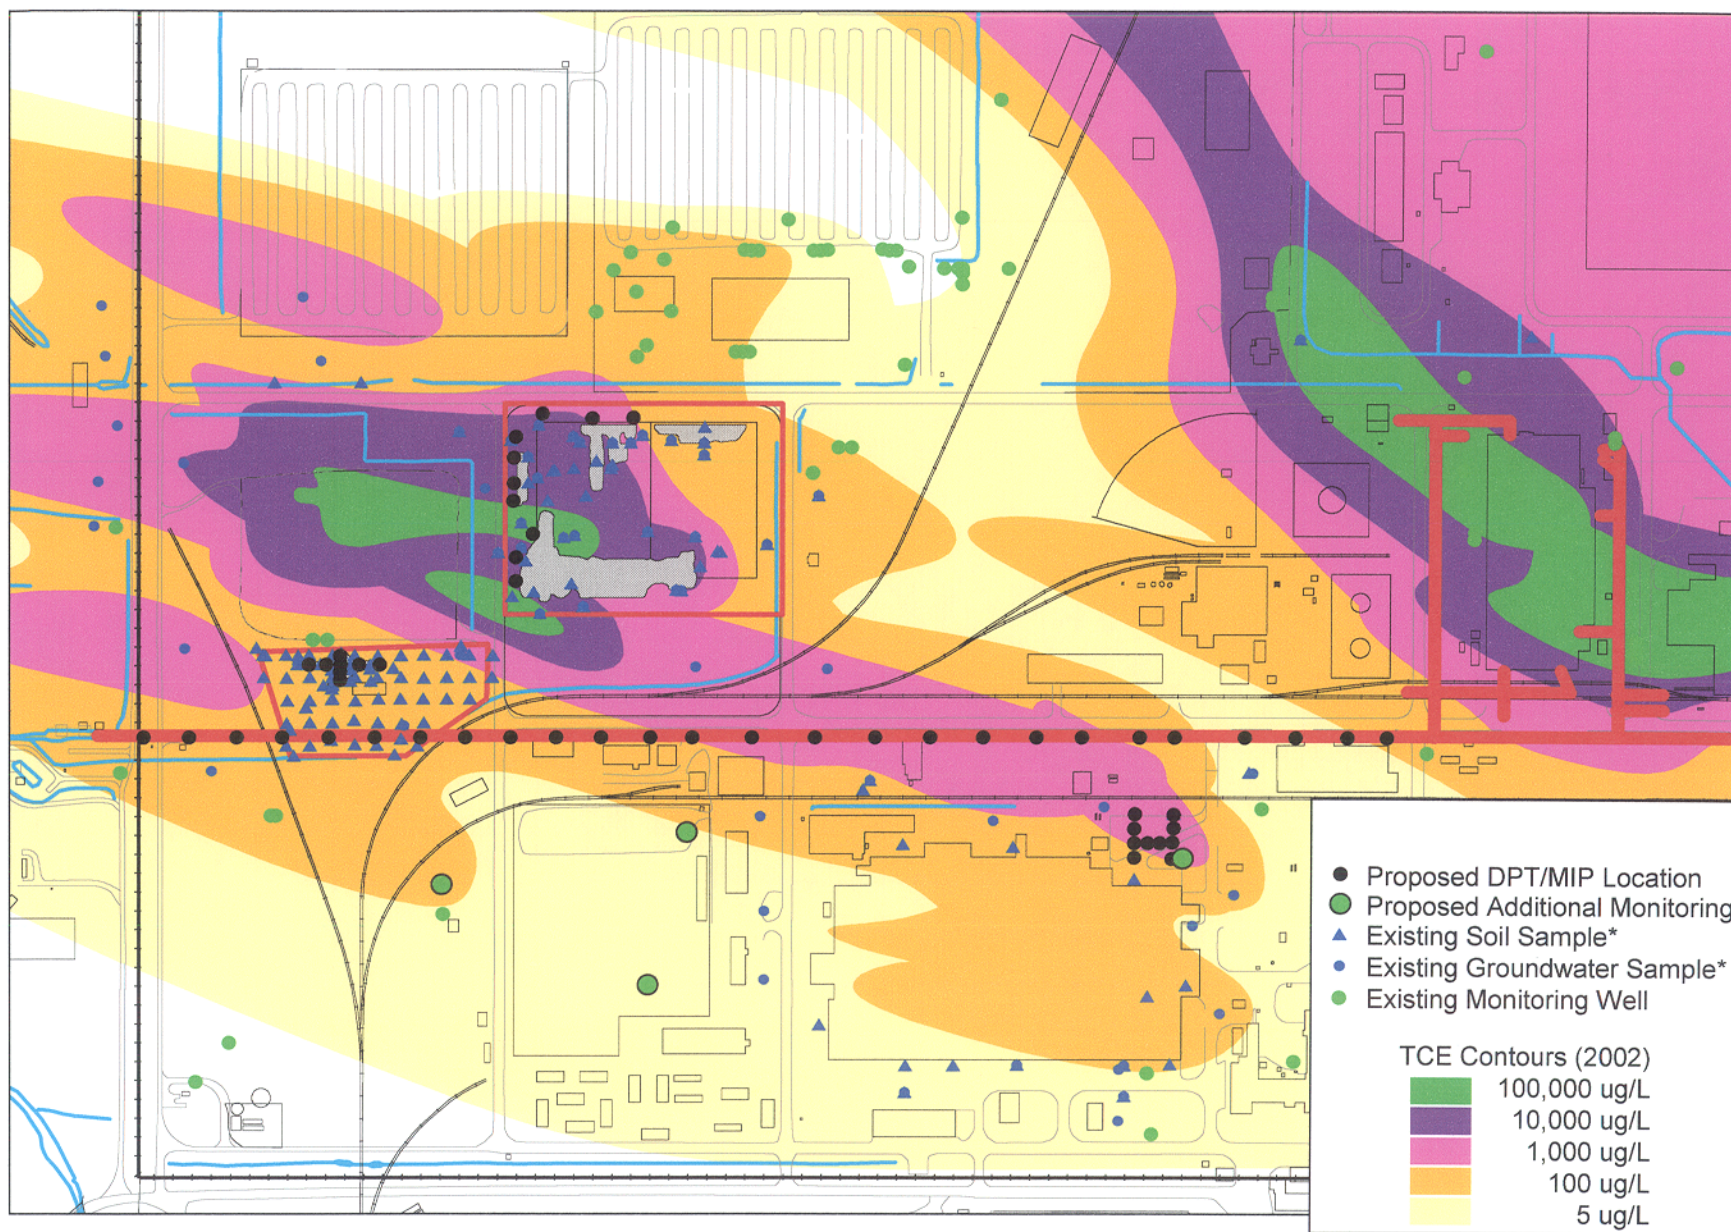 Proposed DPT/MIP Location
Proposed Additional Monitoring
Existing Soil Sample*
Existing Groundwater Sample*
Existing Monitoring Well
TCE Contours (2002)
100,000 ug/L
10,000 ug/L
1,000 ug/L
100 ug/L
5 ug/L